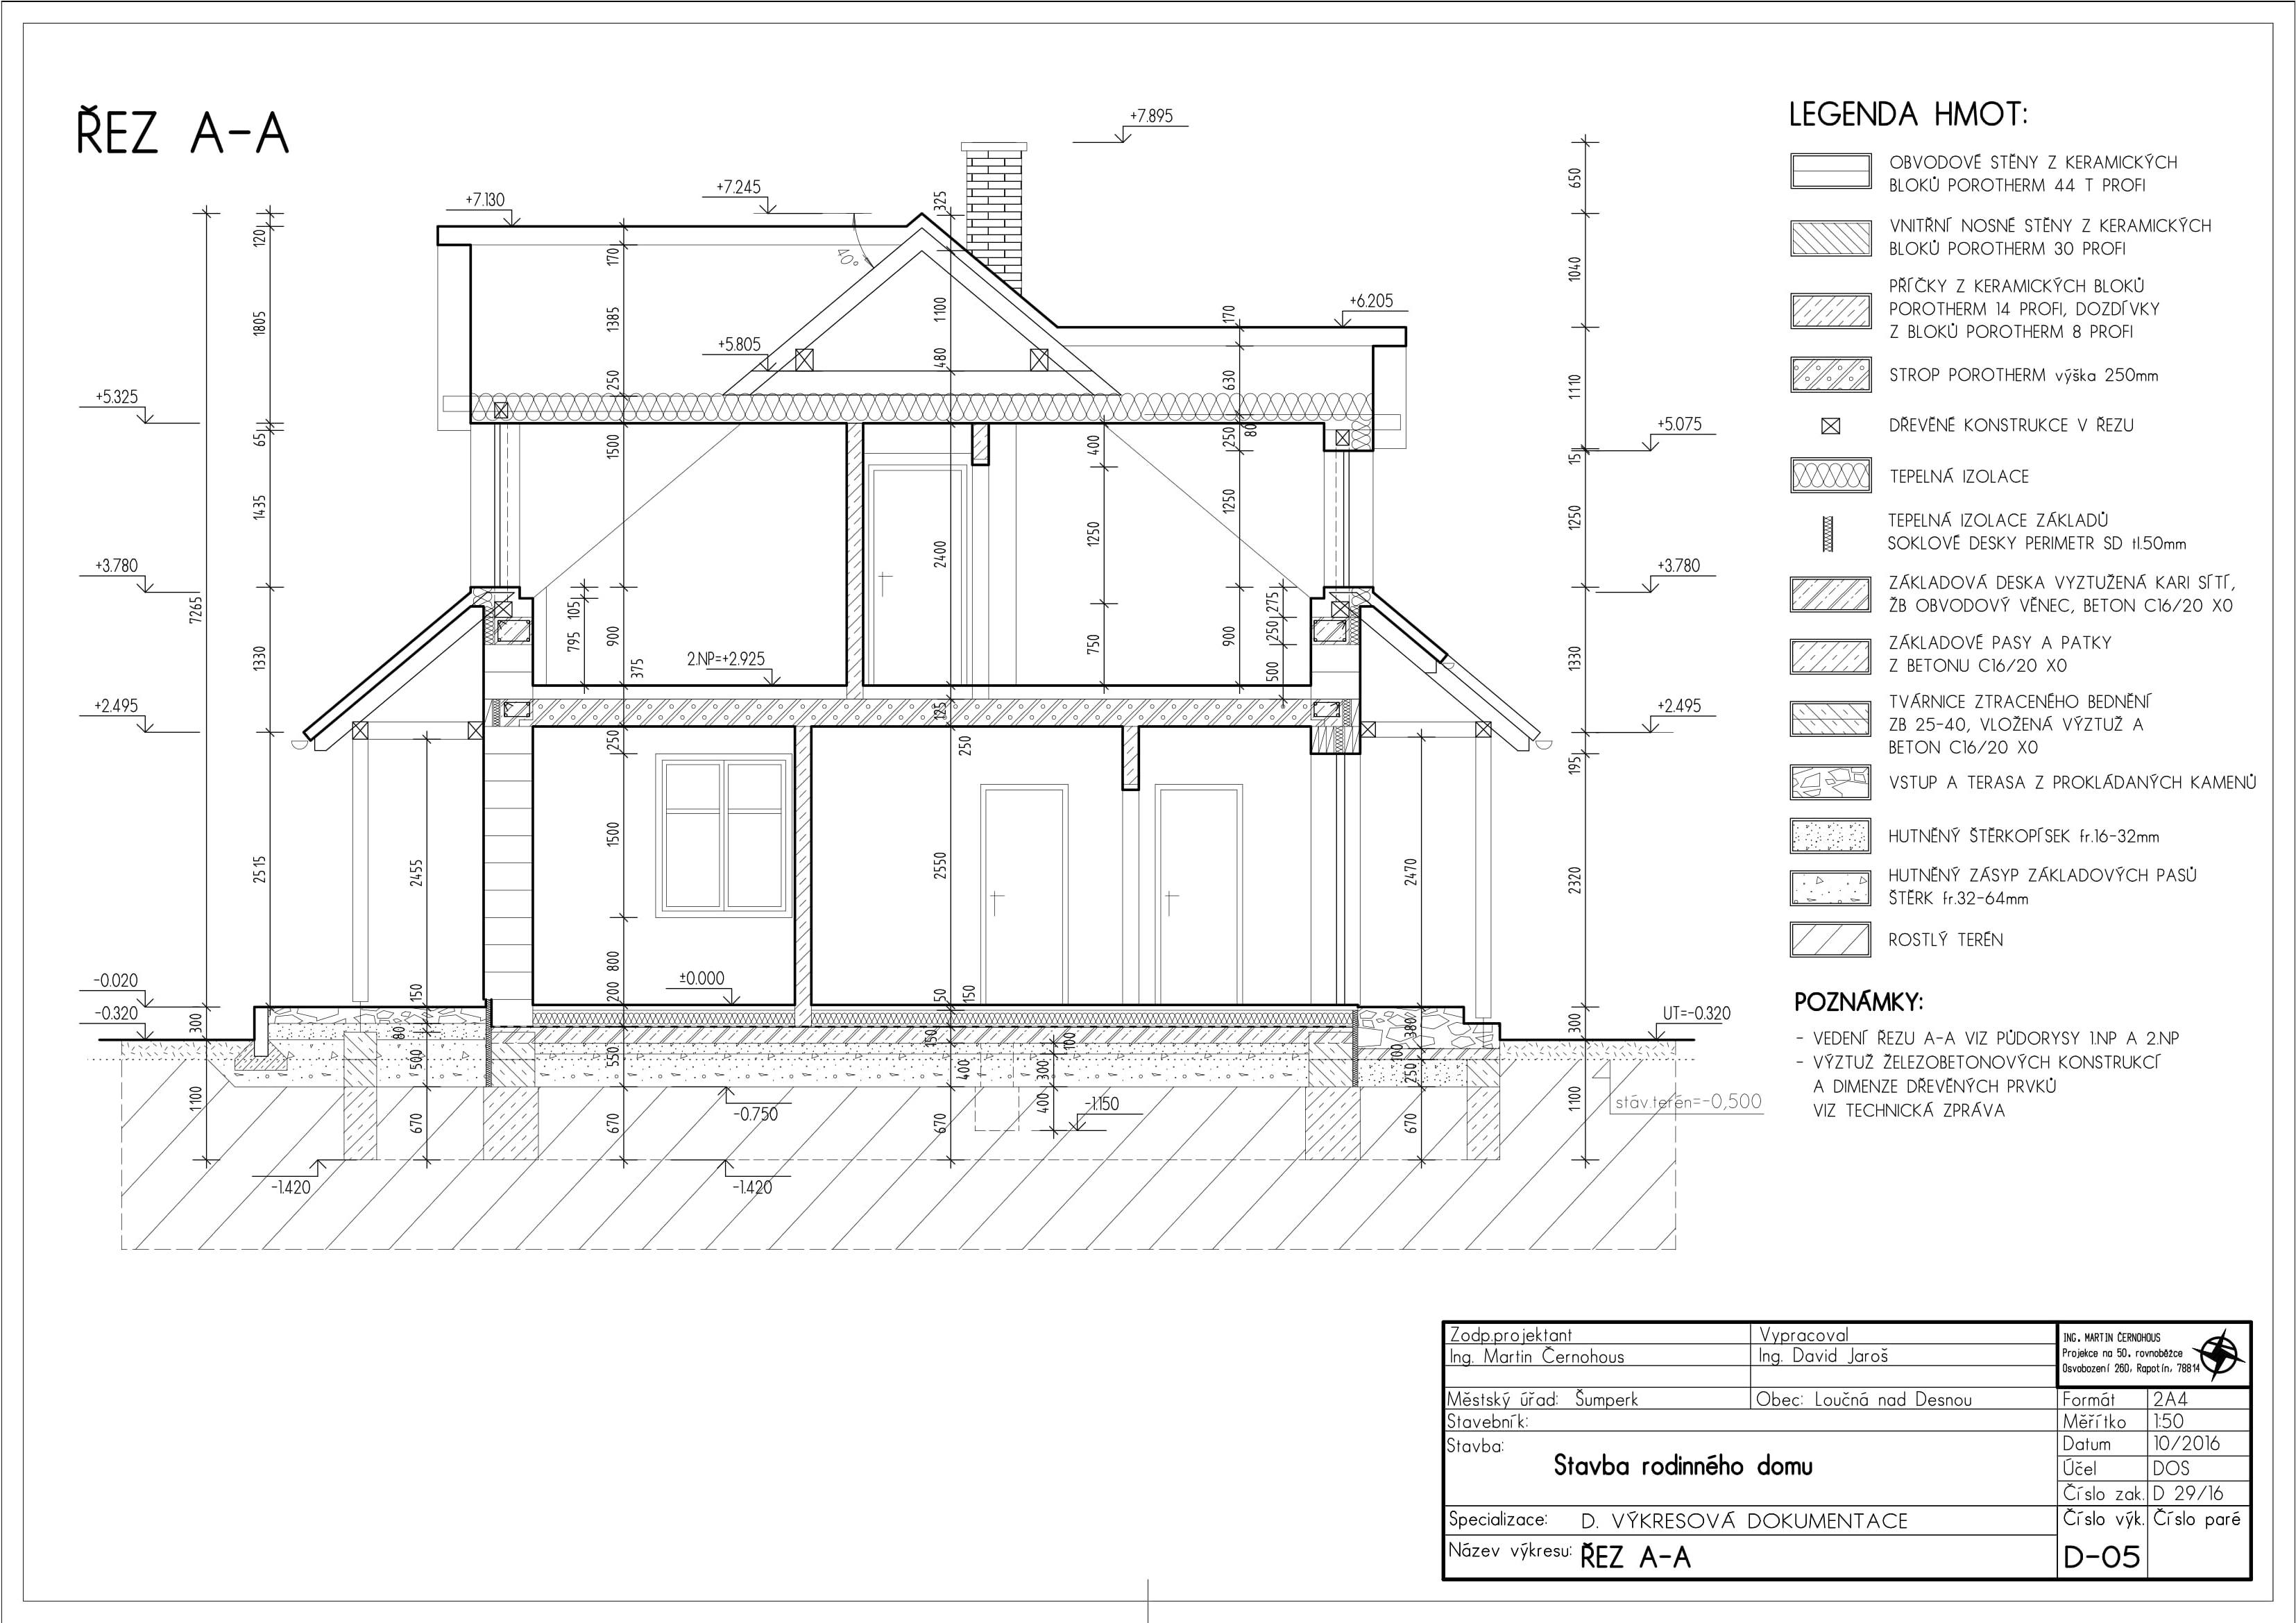 ŘEZ A-A
+7.895
+7.245
+7.130
40°
+6.205
+5.805
+5.325
+5.075
+3.780
+3.780
2.NP=+2.925
+2.495
+2.495
±0.000
-0.020
-0.320
UT=-0.320
stáv.terén=-0,500
-0.750
-1.150
-1.420
-1.420
7265
300
1100
120
1805
65
1435
1330
2515
2455
150
80
500
670
170
1385
250
1500
900
375
795
105
250
1500
800
200
550
670
325
1100
480
2400
125
250
2550
50
150
150
400
670
100
300
400
400
1250
750
170
630
80
250
1250
900
275
250
500
2470
380
100
250
670
650
1040
1110
15
1250
1330
195
2320
300
1100
LEGENDA HMOT:
OBVODOVÉ STĚNY Z KERAMICKÝCH
BLOKŮ POROTHERM 44 T PROFI
VNITŘNÍ NOSNÉ STĚNY Z KERAMICKÝCH
BLOKŮ POROTHERM 30 PROFI
PŘÍČKY Z KERAMICKÝCH BLOKŮ
POROTHERM 14 PROFI, DOZDÍVKY
Z BLOKŮ POROTHERM 8 PROFI
STROP POROTHERM výška 250mm
DŘEVĚNÉ KONSTRUKCE V ŘEZU
TEPELNÁ IZOLACE
TEPELNÁ IZOLACE ZÁKLADŮ
SOKLOVÉ DESKY PERIMETR SD tl.50mm
ZÁKLADOVÁ DESKA VYZTUŽENÁ KARI SÍTÍ,
ŽB OBVODOVÝ VĚNEC, BETON C16/20 X0
ZÁKLADOVÉ PASY A PATKY
Z BETONU C16/20 X0
TVÁRNICE ZTRACENÉHO BEDNĚNÍ
ZB 25-40, VLOŽENÁ VÝZTUŽ A
BETON C16/20 X0
VSTUP A TERASA Z PROKLÁDANÝCH KAMENŮ
HUTNĚNÝ ŠTĚRKOPÍSEK fr.16-32mm
HUTNĚNÝ ZÁSYP ZÁKLADOVÝCH PASŮ
ŠTĚRK fr.32-64mm
ROSTLÝ TERÉN
POZNÁMKY:
- VEDENÍ ŘEZU A-A VIZ PŮDORYSY 1.NP A 2.NP
- VÝZTUŽ ŽELEZOBETONOVÝCH KONSTRUKCÍ
A DIMENZE DŘEVĚNÝCH PRVKŮ
VIZ TECHNICKÁ ZPRÁVA
Zodp.projektant
Vypracoval
Ing. Martin Černohous
Ing. David Jaroš
ING. MARTIN ČERNOHOUS
Projekce na 50. rovnoběžce
Osvobození 260, Rapotín, 78814
Městský úřad: Šumperk
Obec: Loučná nad Desnou
Formát 2A4
Stavebník:
Měřítko 1:50
Stavba:
Stavba rodinného domu
Datum 10/2016
Účel DOS
Číslo zak. D 29/16
Specializace: D. VÝKRESOVÁ DOKUMENTACE
Číslo výk. Číslo paré
Název výkresu: ŘEZ A-A
D-05